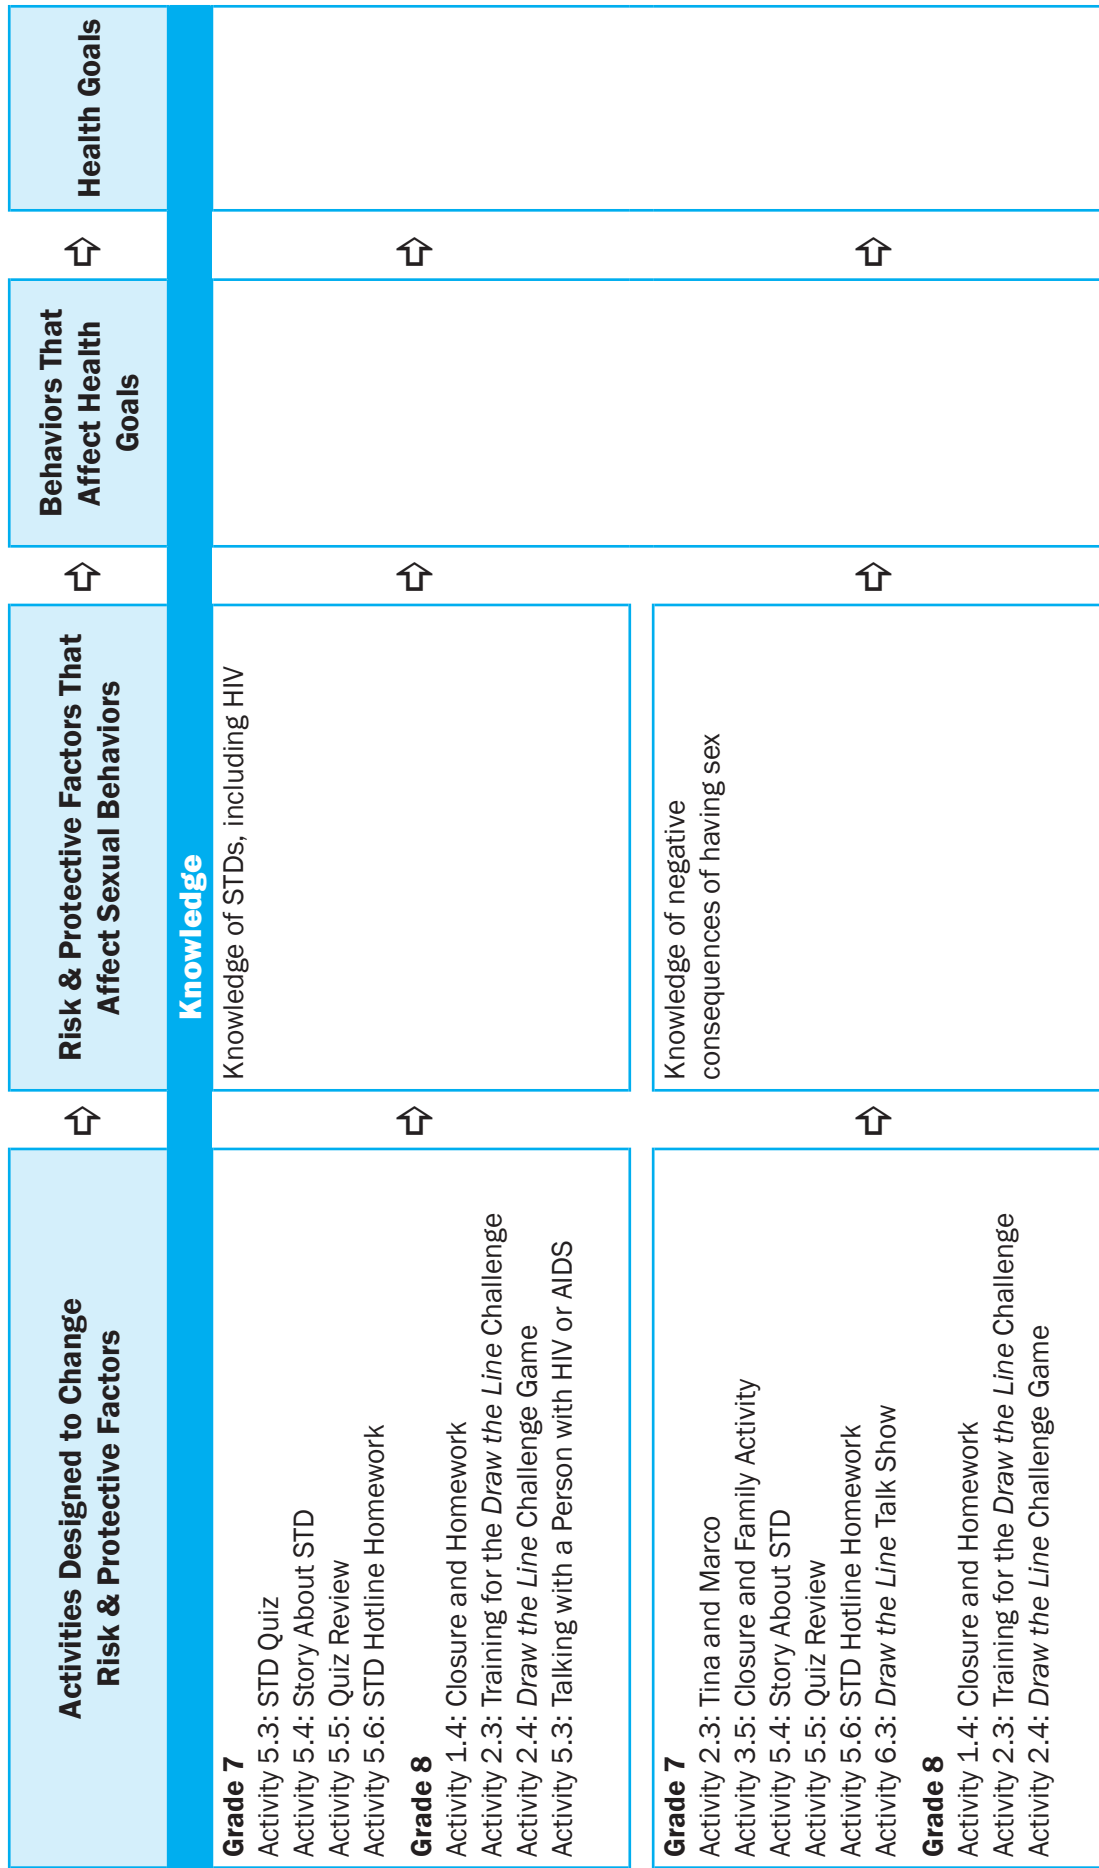 Activities Designed to Change
Risk & Protective Factors
Risk & Protective Factors That
Affect Sexual Behaviors
Behaviors That
Affect Health
Goals
Health Goals
Knowledge
Grade 7
Activity 5.3: STD Quiz
Activity 5.4: Story About STD
Activity 5.5: Quiz Review
Activity 5.6: STD Hotline Homework
Grade 8
Activity 1.4: Closure and Homework
Activity 2.3: Training for the Draw the Line Challenge
Activity 2.4: Draw the Line Challenge Game
Activity 5.3: Talking with a Person with HIV or AIDS
Knowledge of STDs, including HIV
Grade 7
Activity 2.3: Tina and Marco
Activity 3.5: Closure and Family Activity
Activity 5.4: Story About STD
Activity 5.5: Quiz Review
Activity 5.6: STD Hotline Homework
Activity 6.3: Draw the Line Talk Show
Grade 8
Activity 1.4: Closure and Homework
Activity 2.3: Training for the Draw the Line Challenge
Activity 2.4: Draw the Line Challenge Game
Knowledge of negative
consequences of having sex